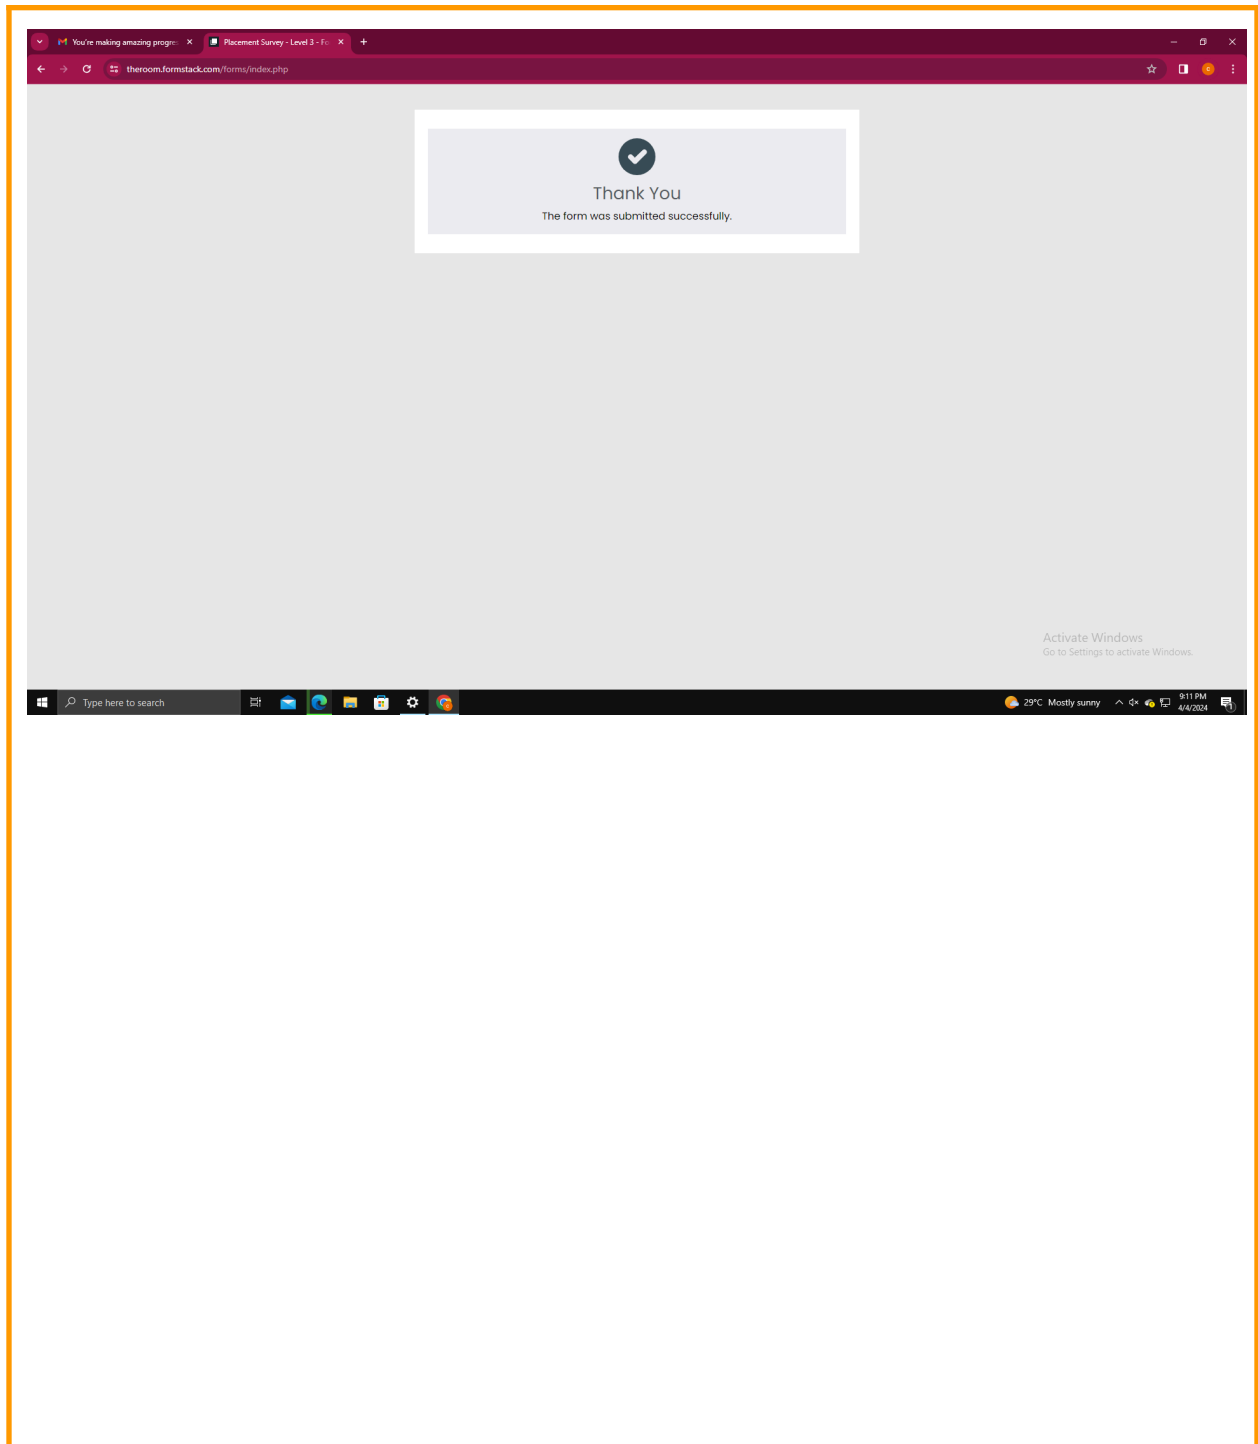 You're making amazing progre
Placement Survey - Level 3 - Fo
theroom.formstack.com/forms/index.php
Thank You
The form was submitted successfully.
Activate Windows
Go to Settings to activate Windows.
Type here to search
29°C Mostly sunny
9:11 PM
4/4/2024